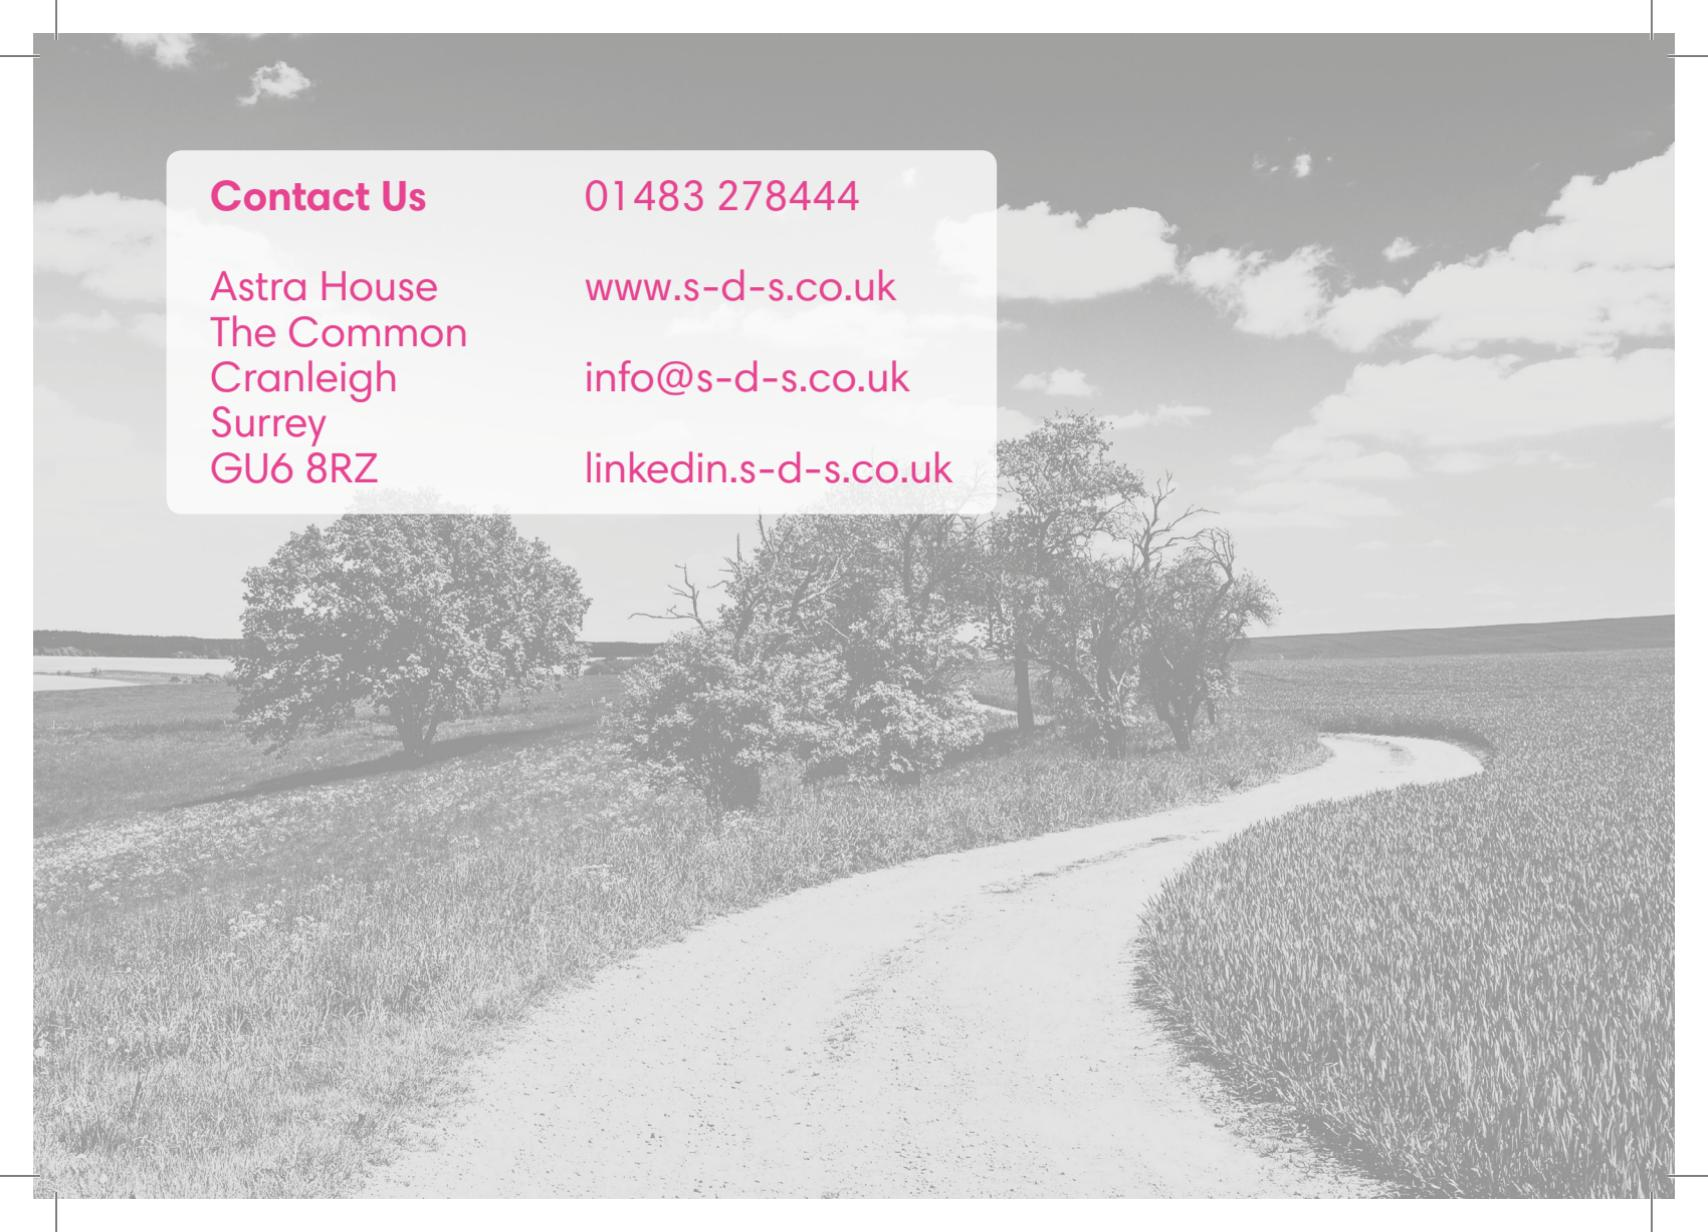 Contact Us
Astra House
The Common
Cranleigh
Surrey
GU6 8RZ
01483 278444
www.s-d-s.co.uk
info@s-d-s.co.uk
linkedin.s-d-s.co.uk